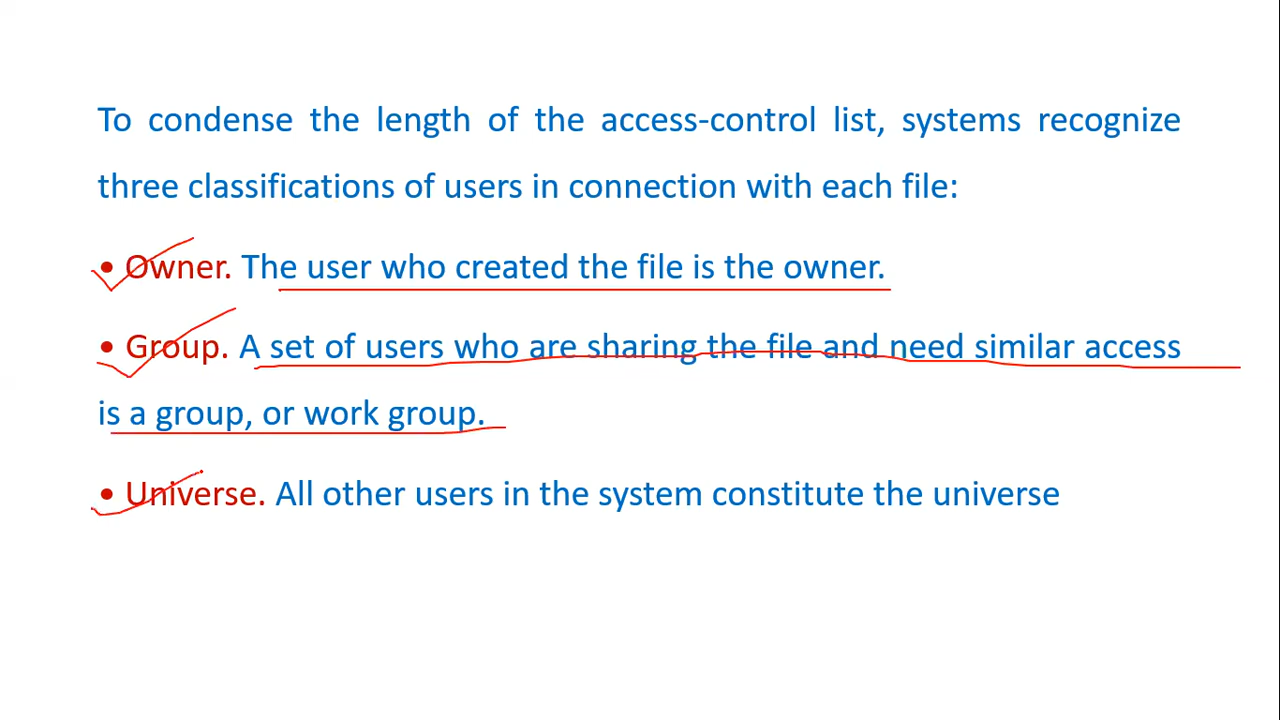 To condense the length of the access-control list, systems recognize
three classifications of users in connection with each file:
• Owner. The user who created the file is the owner.
• Group. A set of users who are sharing the file and need similar access
is a group, or work group.
• Universe. All other users in the system constitute the universe